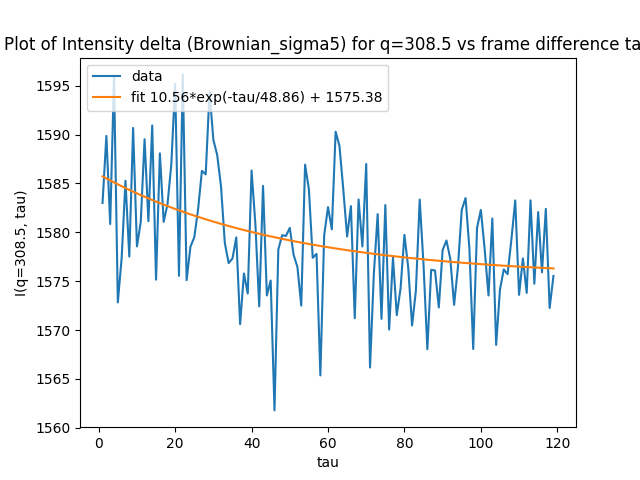 Plot of Intensity delta (Brownian_sigma5) for q=308.5 vs frame difference ta
data
fit 10.56*exp(-tau/48.86) + 1575.38
I(q=308.5, tau)
1595
1590
1585
1580
1575
1570
1565
1560
0 20 40 60 80 100 120
tau